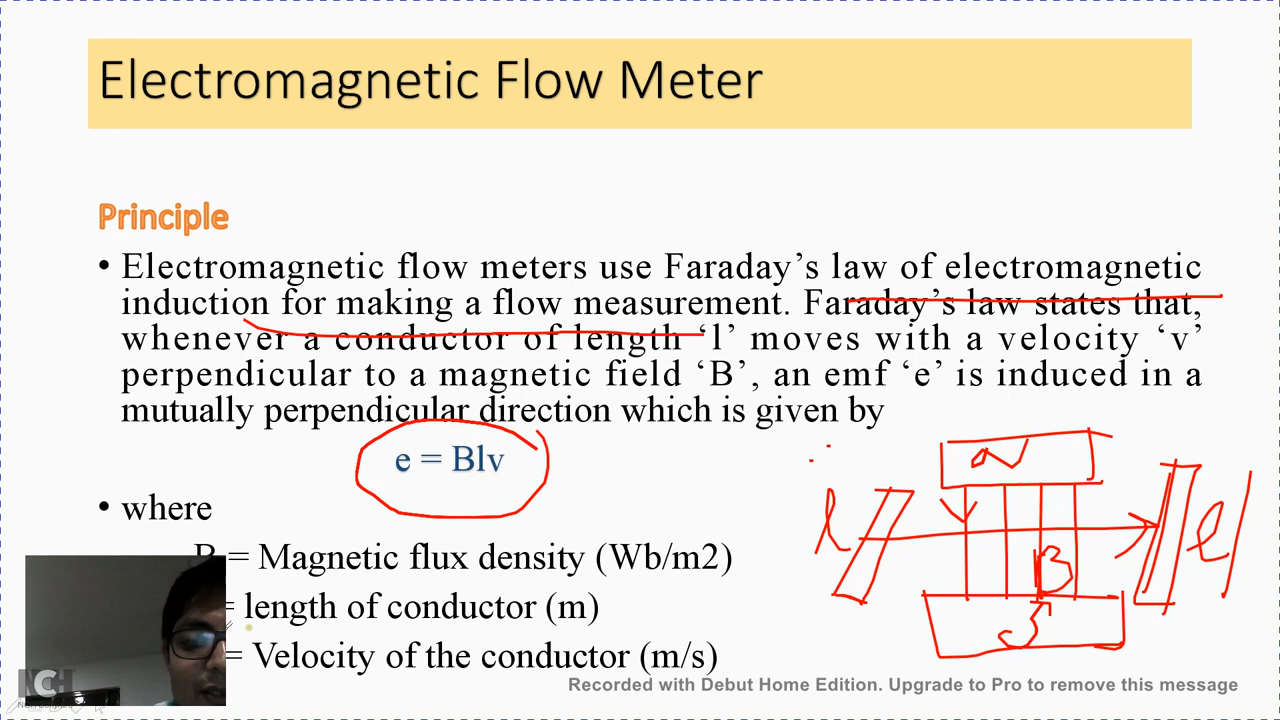 Electromagnetic Flow Meter
Principle
• Electromagnetic flow meters use Faraday's law of electromagnetic
induction for making a flow measurement. Faraday's law states that,
whenever a conductor of length 'l' moves with a velocity 'v'
perpendicular to a magnetic field 'B', an emf 'e' is induced in a
mutually perpendicular direction which is given by
e = Blv
• where
B = Magnetic flux density (Wb/m2)
= length of conductor (m)
= Velocity of the conductor (m/s)
N
l
B
l
S
NCH
Recorded with Debut Home Edition. Upgrade to Pro to remove this message